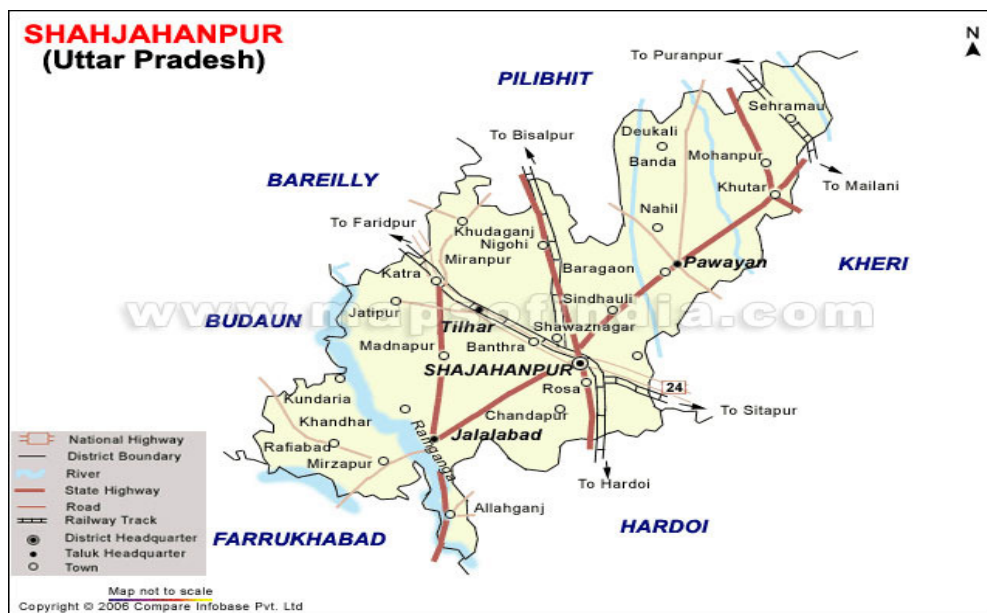 SHAHJAHANPUR
(Uttar Pradesh)
N
To Puranpur
PILIBHIT
Sehramau
To Bisalpur
Deukali
Banda
Mohanpur
BAREILLY
To Mailani
Khutar
Nahil
To Faridpur
Khudaganj
Nigohi
Miranpur
Pawayan
KHERI
Baragaon
Katra
www.mapsofindia.com
Jatipur
Sindhauli
BUDAUN
Tilhar
Shawaznagar
Madnapur
Banthra
SHAJAHANPUR
24
Rosa
Kundaria
To Sitapur
Khandhar
Chandapur
Ramganga
Jalalabad
Rafiabad
Mirzapur
To Hardoi
Allahganj
HARDOI
FARRUKHABAD
National Highway
District Boundary
River
State Highway
Road
Railway Track
District Headquarter
Taluk Headquarter
Town
Map not to scale
Copyright © 2006 Compare Infobase Pvt. Ltd